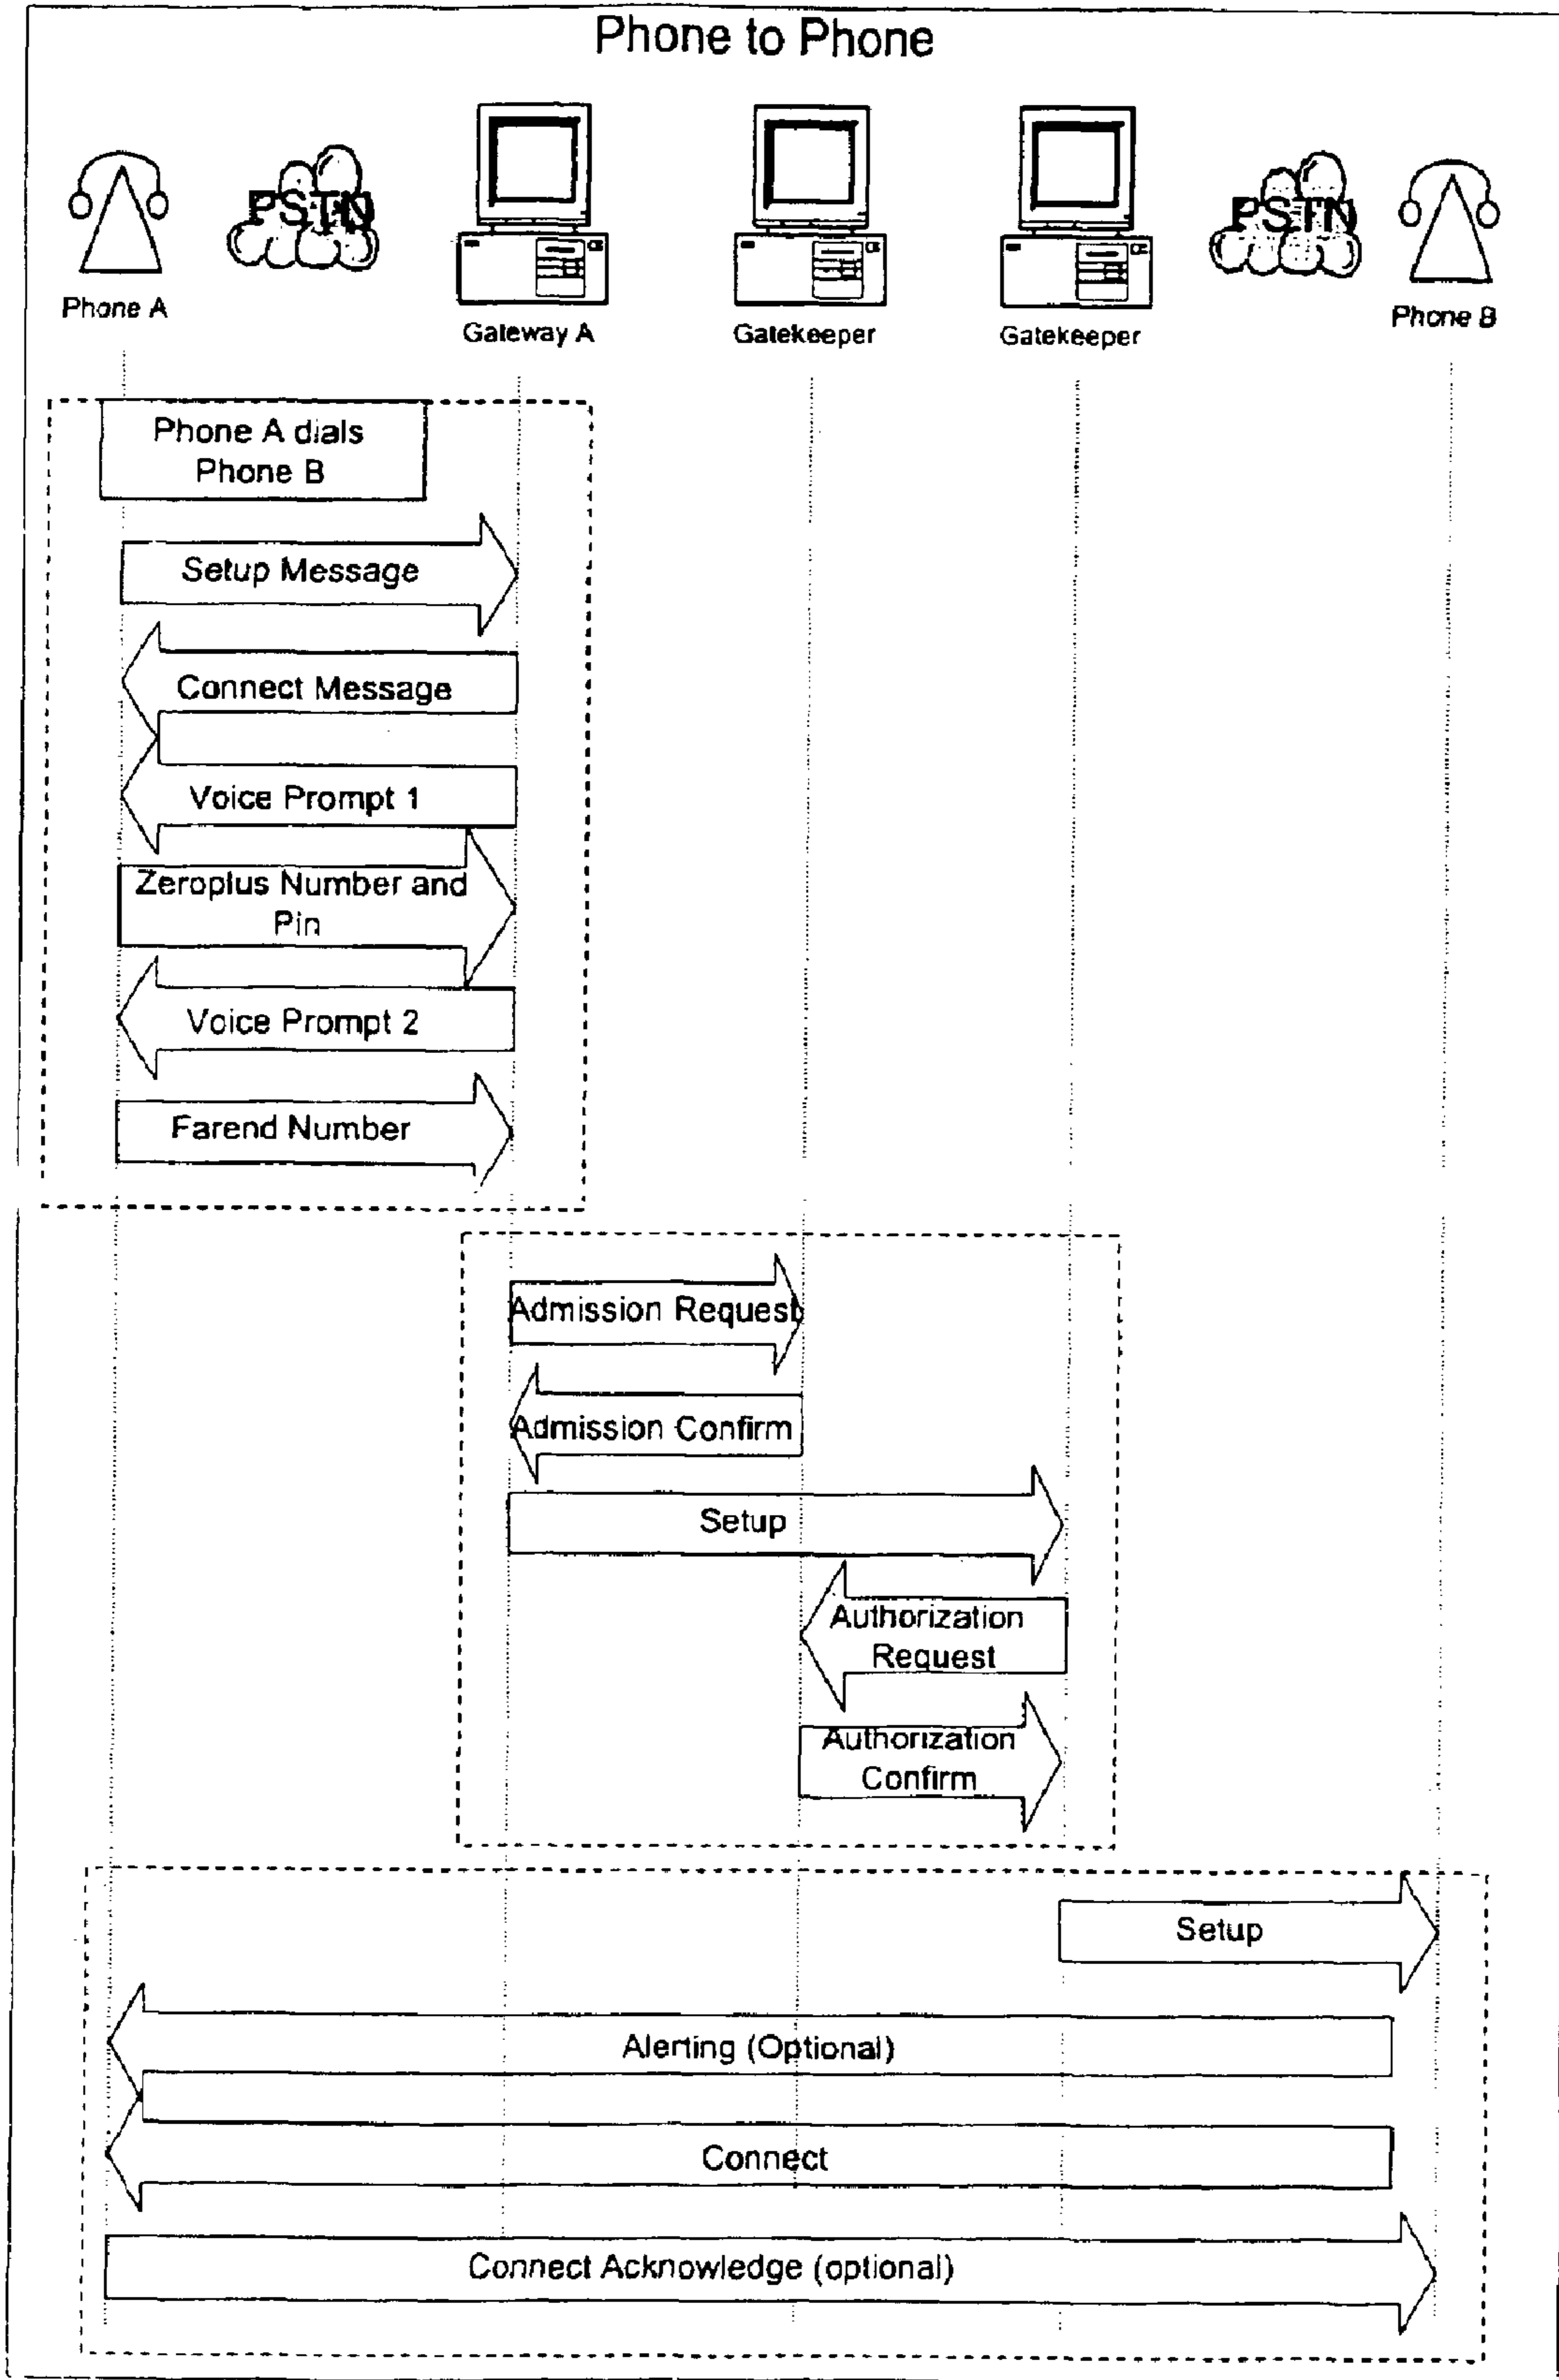 Phone to Phone
PSTN
PSTN
Phone A
Gateway A
Gatekeeper
Gatekeeper
Phone B
Phone A dials
Phone B
Setup Message
Connect Message
Voice Prompt 1
Zeroplus Number and
Pin
Voice Prompt 2
Farend Number
Admission Request
Admission Confirm
Setup
Authorization
Request
Authorization
Confirm
Setup
Alerting (Optional)
Connect
Connect Acknowledge (optional)